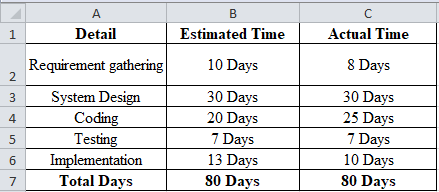 A B C
1 Detail Estimated Time Actual Time
2 Requirement gathering 10 Days 8 Days
3 System Design 30 Days 30 Days
4 Coding 20 Days 25 Days
5 Testing 7 Days 7 Days
6 Implementation 13 Days 10 Days
7 Total Days 80 Days 80 Days